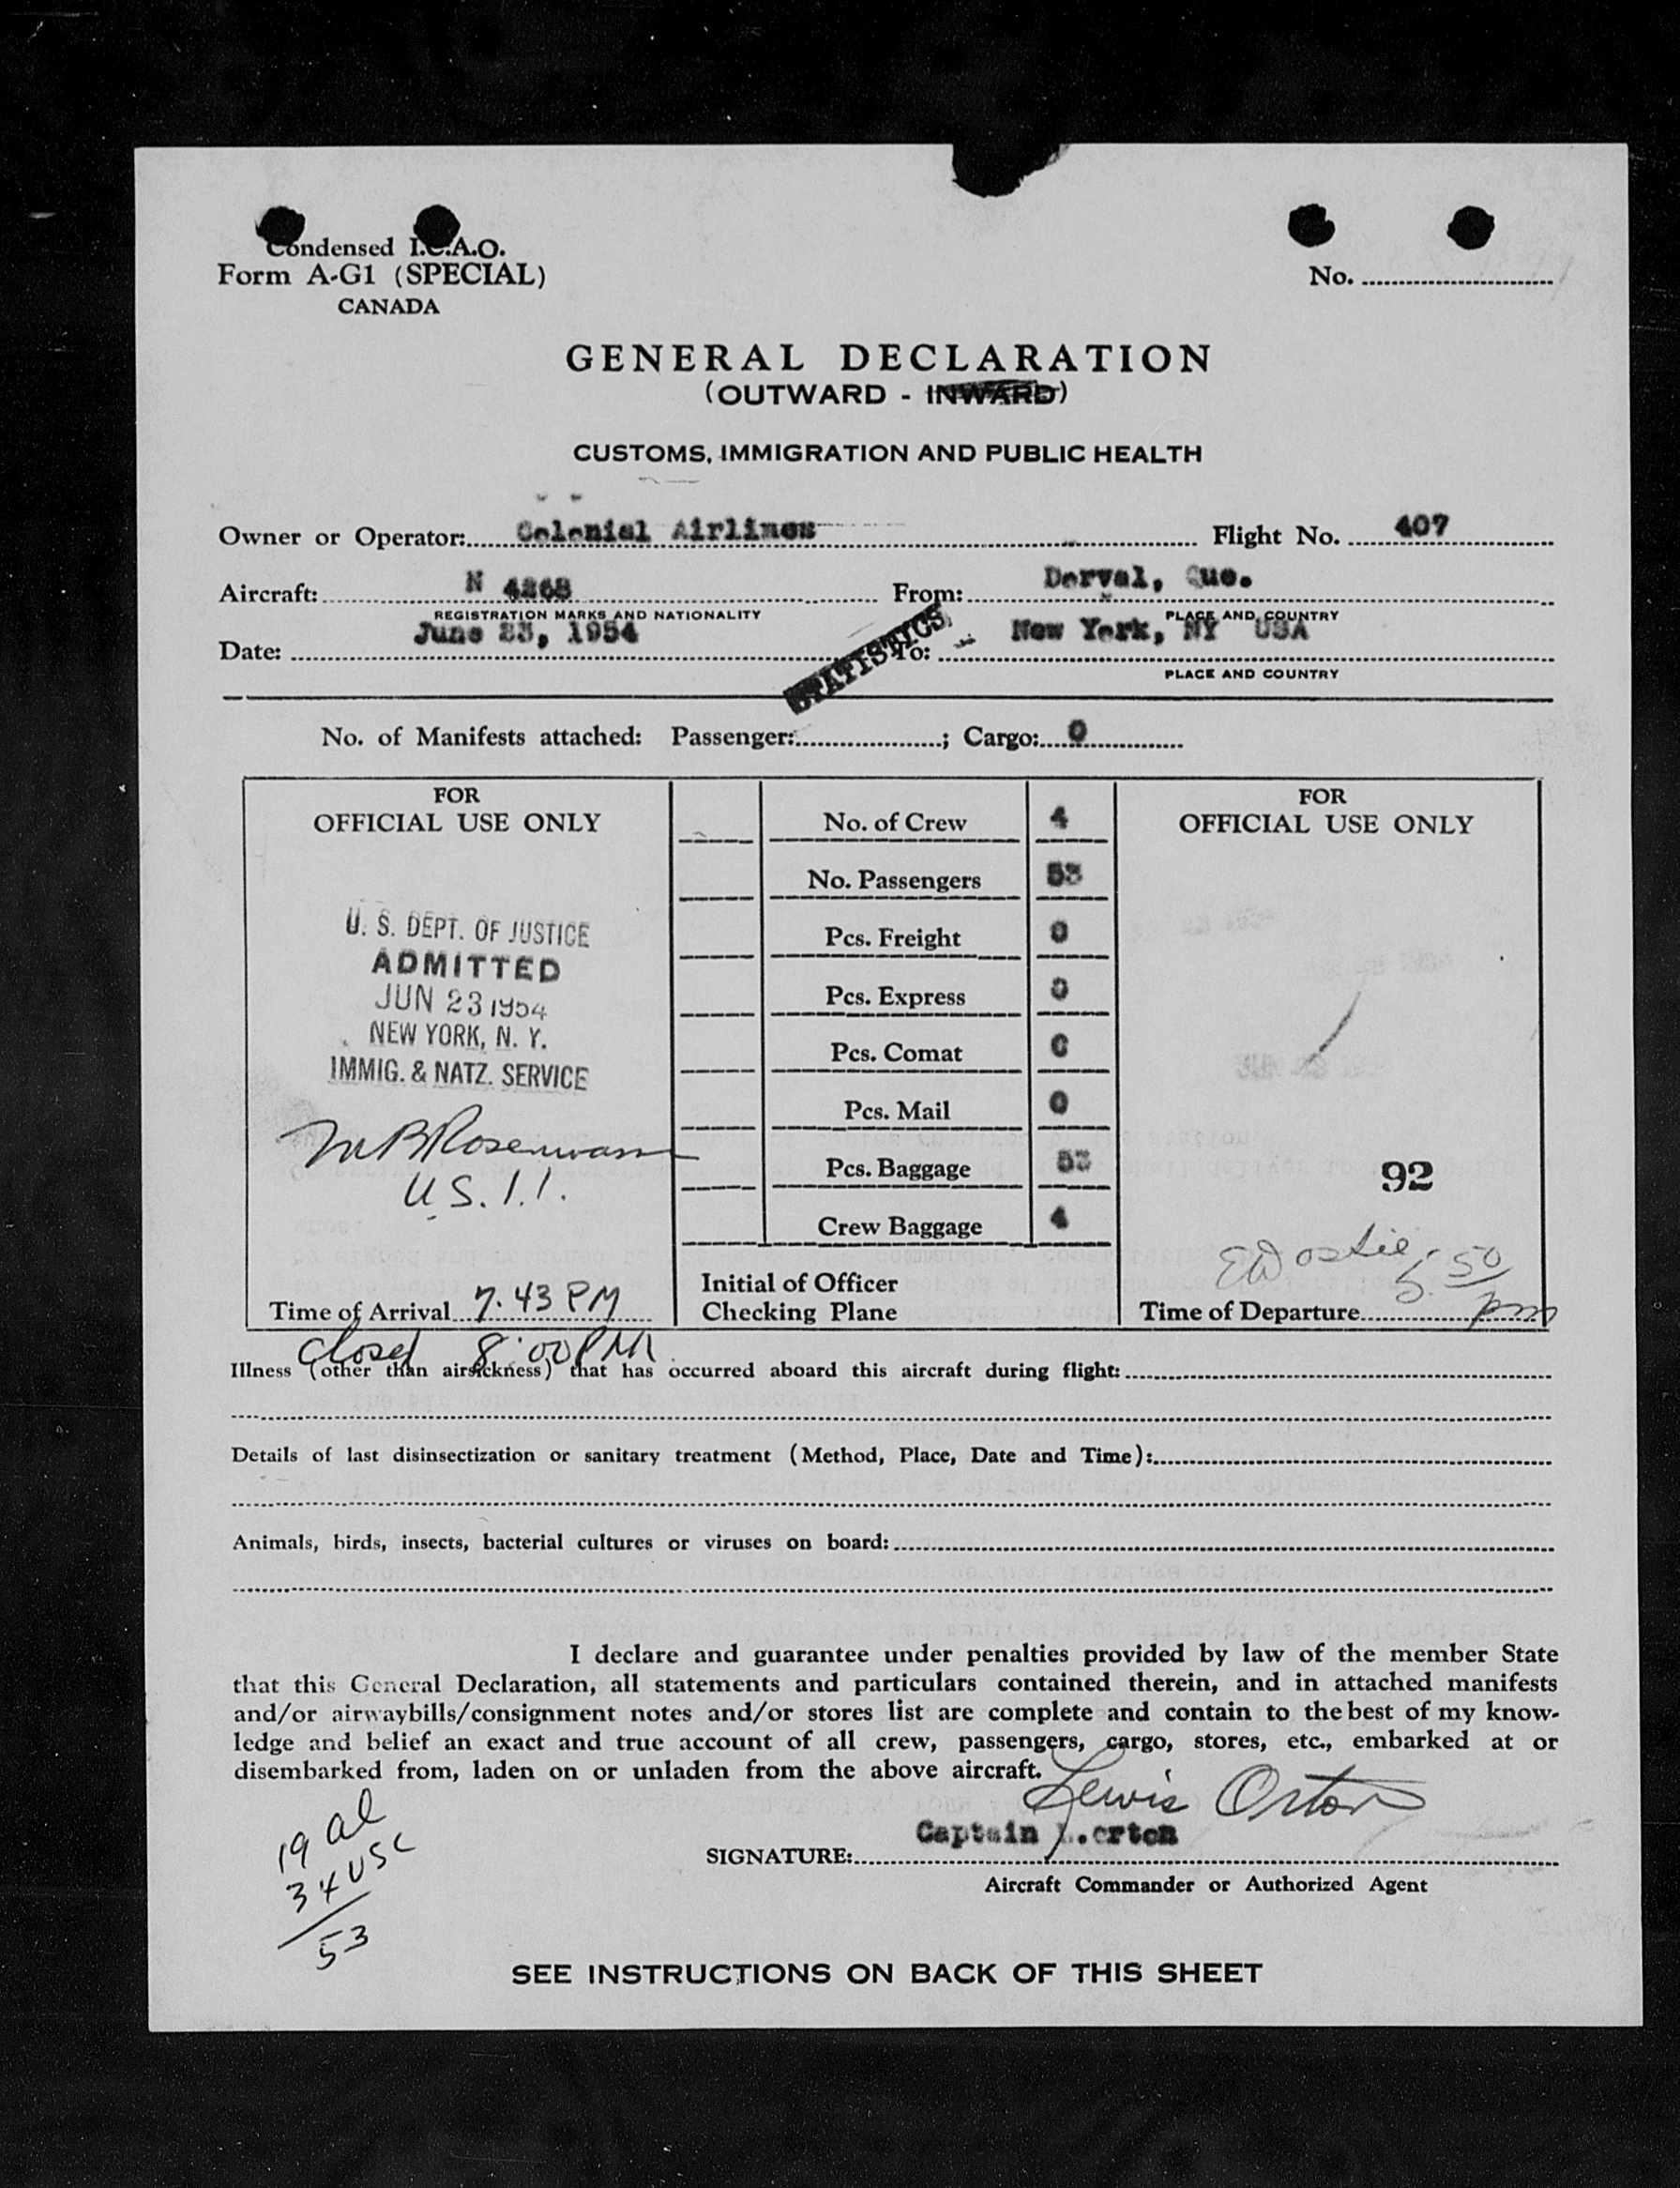 Condensed I.C.A.O.
Form A-G1 (SPECIAL)
CANADA
No.
GENERAL DECLARATION
(OUTWARD - INWARD)
CUSTOMS, IMMIGRATION AND PUBLIC HEALTH
Owner or Operator: Colonial Airlines Flight No. 407
Aircraft: N 4268 From: Dorval, Que.
REGISTRATION MARKS AND NATIONALITY PLACE AND COUNTRY
Date: June 23, 1954 To: New York, NY USA
PLACE AND COUNTRY
STATISTICS
No. of Manifests attached: Passenger: ; Cargo: 0
FOR
OFFICIAL USE ONLY
U. S. DEPT. OF JUSTICE
ADMITTED
JUN 23 1954
NEW YORK, N. Y.
IMMIG. & NATZ. SERVICE
U.S.I.I.
Time of Arrival 7.43 PM
Closed 8:00 PM
No. of Crew 4
No. Passengers 53
Pcs. Freight 0
Pcs. Express 0
Pcs. Comat 0
Pcs. Mail 0
Pcs. Baggage 53
Crew Baggage 4
Initial of Officer
Checking Plane
FOR
OFFICIAL USE ONLY
92
5.50
pm
Time of Departure
Illness (other than airsickness) that has occurred aboard this aircraft during flight:
Details of last disinsectization or sanitary treatment (Method, Place, Date and Time):
Animals, birds, insects, bacterial cultures or viruses on board:
I declare and guarantee under penalties provided by law of the member State
that this General Declaration, all statements and particulars contained therein, and in attached manifests
and/or airwaybills/consignment notes and/or stores list are complete and contain to the best of my know-
ledge and belief an exact and true account of all crew, passengers, cargo, stores, etc., embarked at or
disembarked from, laden on or unladen from the above aircraft.
Lewis Orton
Captain L.orton
SIGNATURE:
Aircraft Commander or Authorized Agent
19 al
34 USC
53
SEE INSTRUCTIONS ON BACK OF THIS SHEET